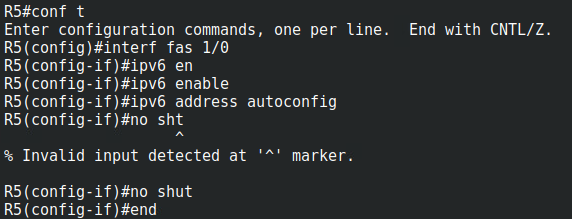 R5#conf t
Enter configuration commands, one per line.  End with CNTL/Z.
R5(config)#interf fas 1/0
R5(config-if)#ipv6 en
R5(config-if)#ipv6 enable
R5(config-if)#ipv6 address autoconfig
R5(config-if)#no sht
                   ^
% Invalid input detected at '^' marker.

R5(config-if)#no shut
R5(config-if)#end